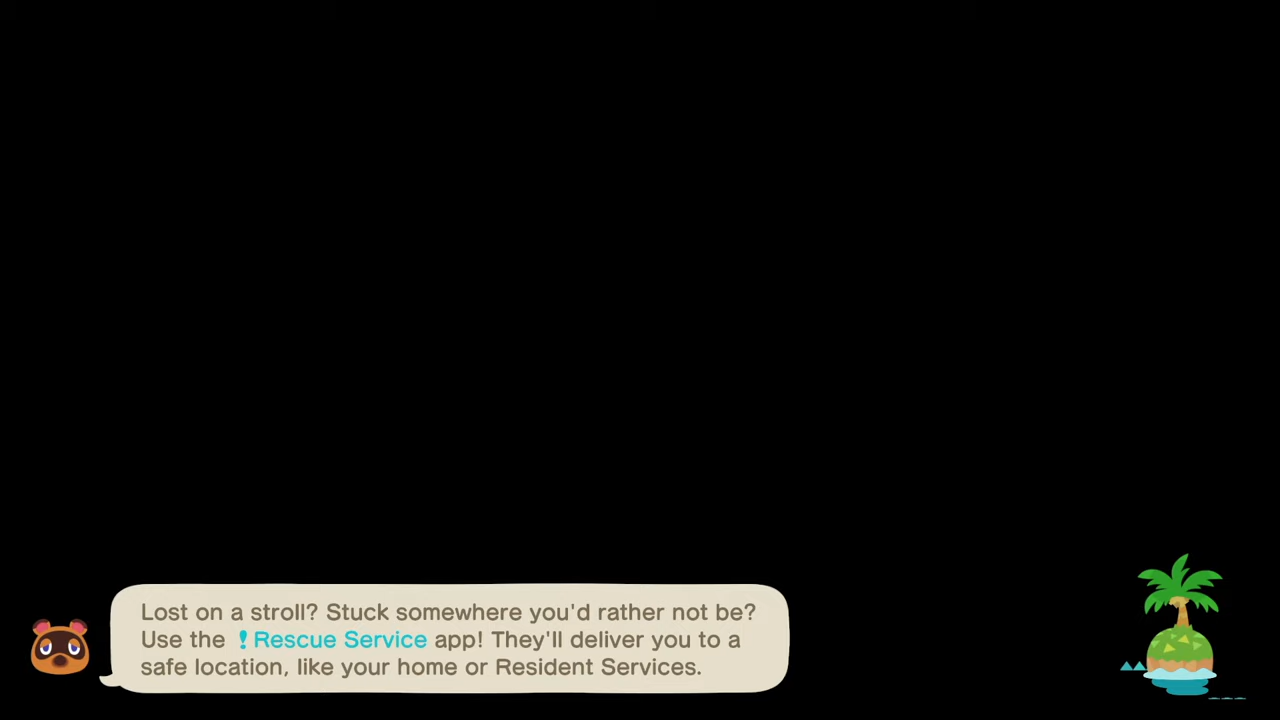 Lost on a stroll? Stuck somewhere you'd rather not be?
Use the ! Rescue Service app! They'll deliver you to a
safe location, like your home or Resident Services.